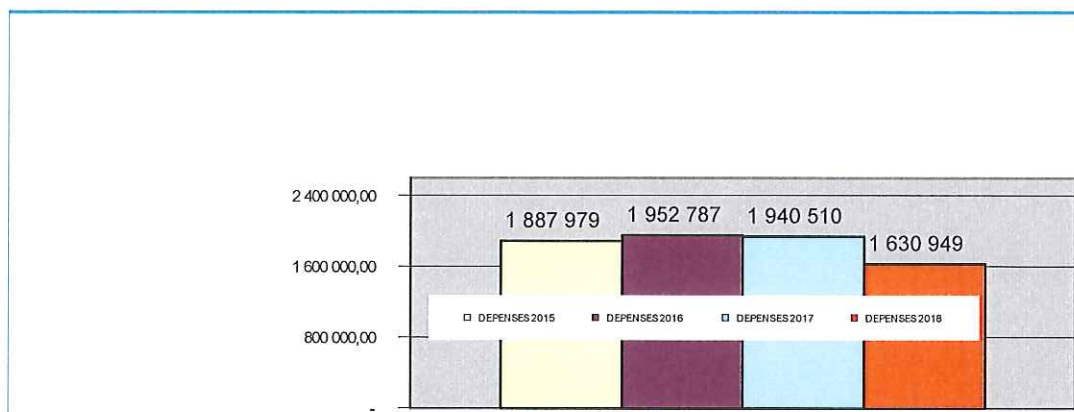 2 400 000,00
1 887 979 1 952 787 1 940 510 1 630 949
1 600 000,00
DEPENSES 2015 DEPENSES 2016 DEPENSES 2017 DEPENSES 2018
800 000,00
-